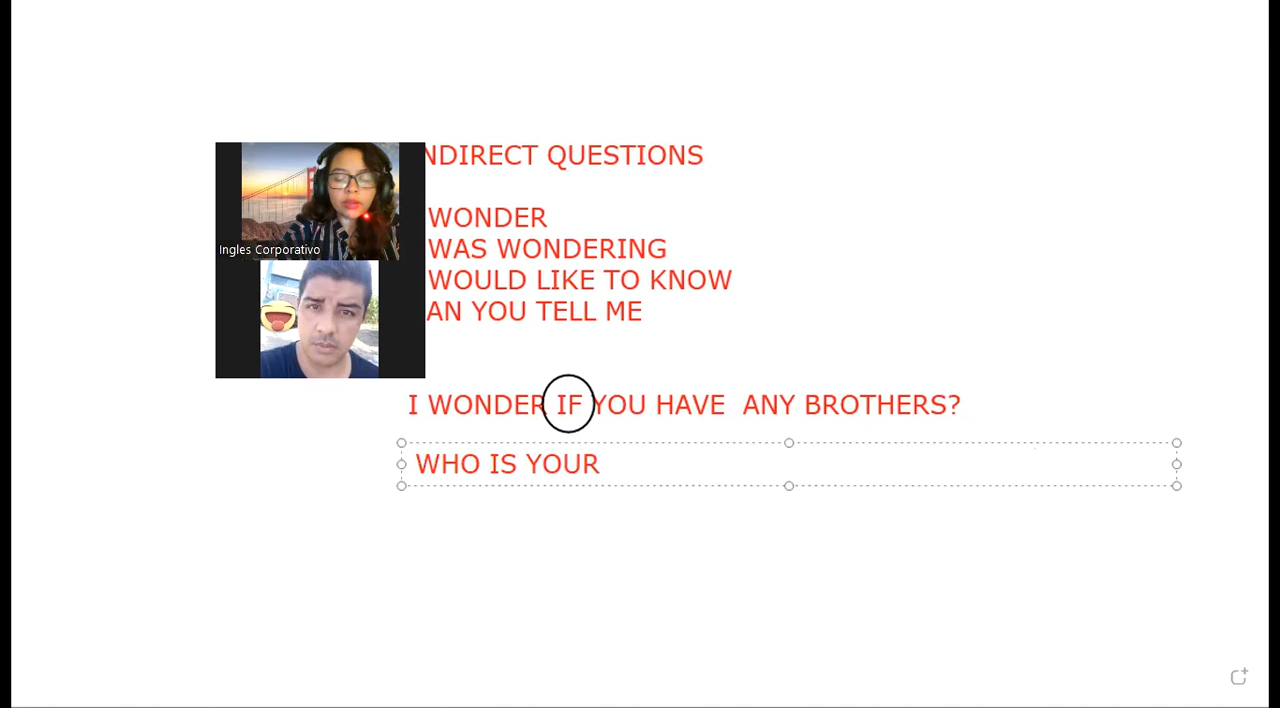 NDIRECT QUESTIONS
WONDER
WAS WONDERING
WOULD LIKE TO KNOW
AN YOU TELL ME
Ingles Corporativo
I WONDER IF YOU HAVE ANY BROTHERS?
WHO IS YOUR